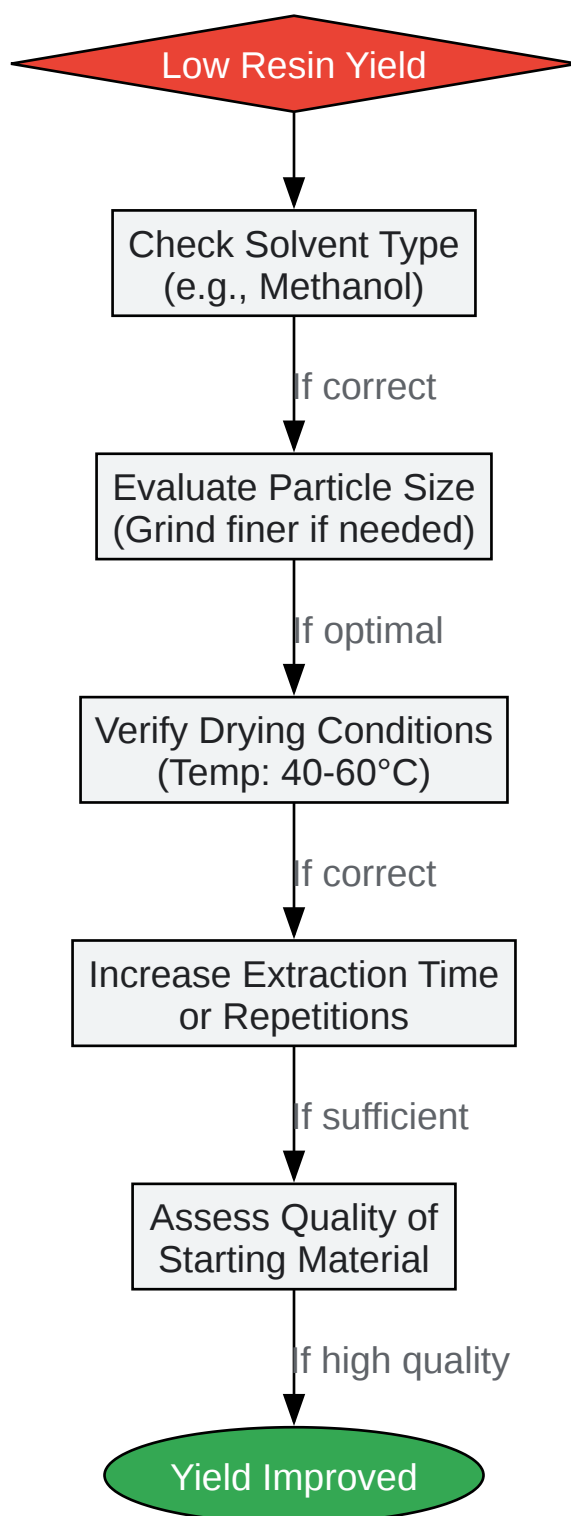 Low Resin Yield
Check Solvent Type
(e.g., Methanol)
If correct
Evaluate Particle Size
(Grind finer if needed)
If optimal
Verify Drying Conditions
(Temp: 40-60°C)
If correct
Increase Extraction Time
or Repetitions
If sufficient
Assess Quality of
Starting Material
If high quality
Yield Improved